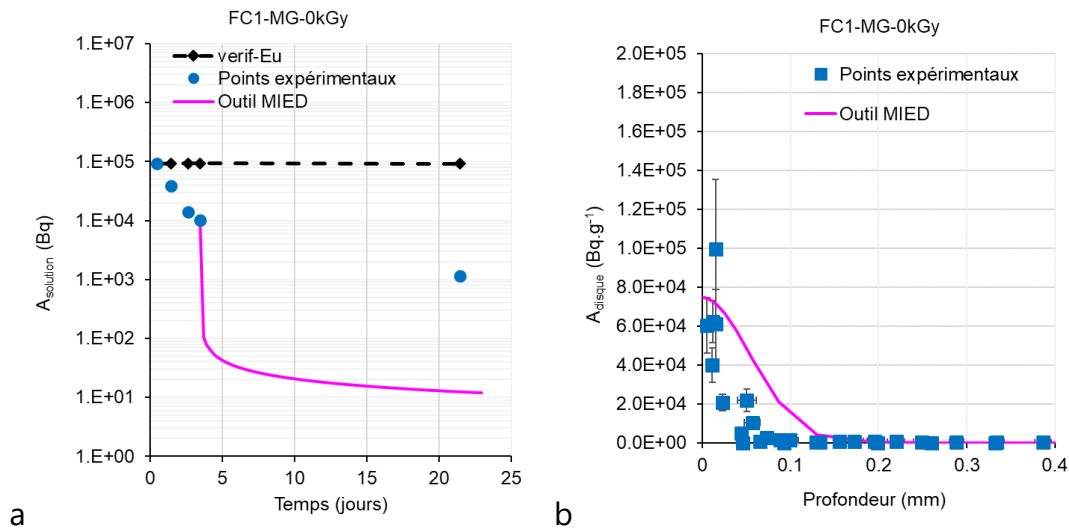 FC1-MG-0kGy
1.E+07
1.E+06
1.E+05
1.E+04
1.E+03
1.E+02
1.E+01
1.E+00
A_solution (Bq)
verif-Eu
Points expérimentaux
Outil MIED
0 5 10 15 20 25
Temps (jours)
a
FC1-MG-0kGy
2.0E+05
1.8E+05
1.6E+05
1.4E+05
1.2E+05
1.0E+05
8.0E+04
6.0E+04
4.0E+04
2.0E+04
0.0E+00
A_disque (Bq.g⁻¹)
Points expérimentaux
Outil MIED
0 0.1 0.2 0.3 0.4
Profondeur (mm)
b